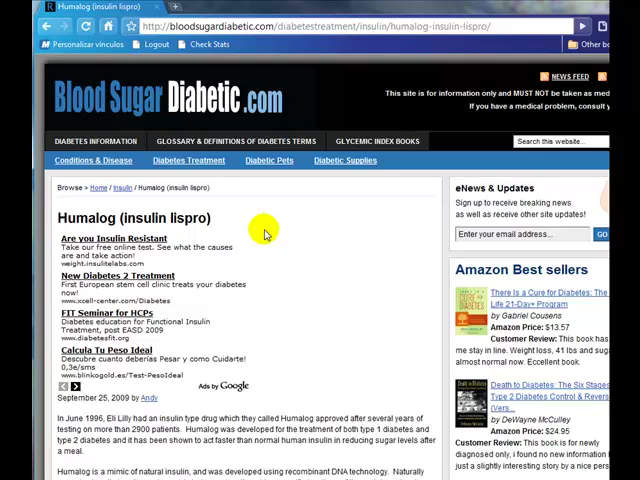 Humalog (insulin lispro)
http://bloodsugardiabetic.com/diabetestreatment/insulin/humalog-insulin-lispro/
Personalizar vínculos Logout Check Stats Other bo
Blood Sugar Diabetic.com
NEWS FEED
This site is for information only and MUST NOT be taken as med
If you have a medical problem, consult y
DIABETES INFORMATION GLOSSARY & DEFINITIONS OF DIABETES TERMS GLYCEMIC INDEX BOOKS
Search this website...
Conditions & Disease Diabetes Treatment Diabetic Pets Diabetic Supplies
Browse > Home / Insulin / Humalog (insulin lispro)
Humalog (insulin lispro)
Are you Insulin Resistant
Take our free online test. See what the causes
are and take action!
weight.insulitelabs.com
New Diabetes 2 Treatment
First European stem cell clinic treats your diabetes
now!
www.xcell-center.com/Diabetes
FIT Seminar for HCPs
Diabetes education for Functional Insulin
Treatment, post EASD 2009
www.diabetesfit.org
Calcula Tu Peso Ideal
Descubre cuanto deberías Pesar y como Cuidarte!
0,3e/sms
www.blinkogold.es/Test-PesoIdeal
Ads by Google
September 25, 2009 by Andy
In June 1996, Eli Lilly had an insulin type drug which they called Humalog approved after several years of
testing on more than 2900 patients. Humalog was developed for the treatment of both type 1 diabetes and
type 2 diabetes and it has been shown to act faster than normal human insulin in reducing sugar levels after
a meal.
Humalog is a mimic of natural insulin, and was developed using recombinant DNA technology. Naturally
eNews & Updates
Sign up to receive breaking news
as well as receive other site updates!
Enter your email address... GO
Amazon Best sellers
There Is a Cure for Diabetes: The
Life 21-Day+ Program
by Gabriel Cousens
Amazon Price: $13.57
Customer Review: This book has
me stay in line. Weight loss, 41 lbs and suga
almost normal now. Excellent book.
Death to Diabetes: The Six Stages
Type 2 Diabetes Control & Revers
(Vers...
by DeWayne McCulley
Amazon Price: $24.95
Customer Review: This book is for newly
diagnosed only, i found no new information i
just a slightly interesting story by a nice pers